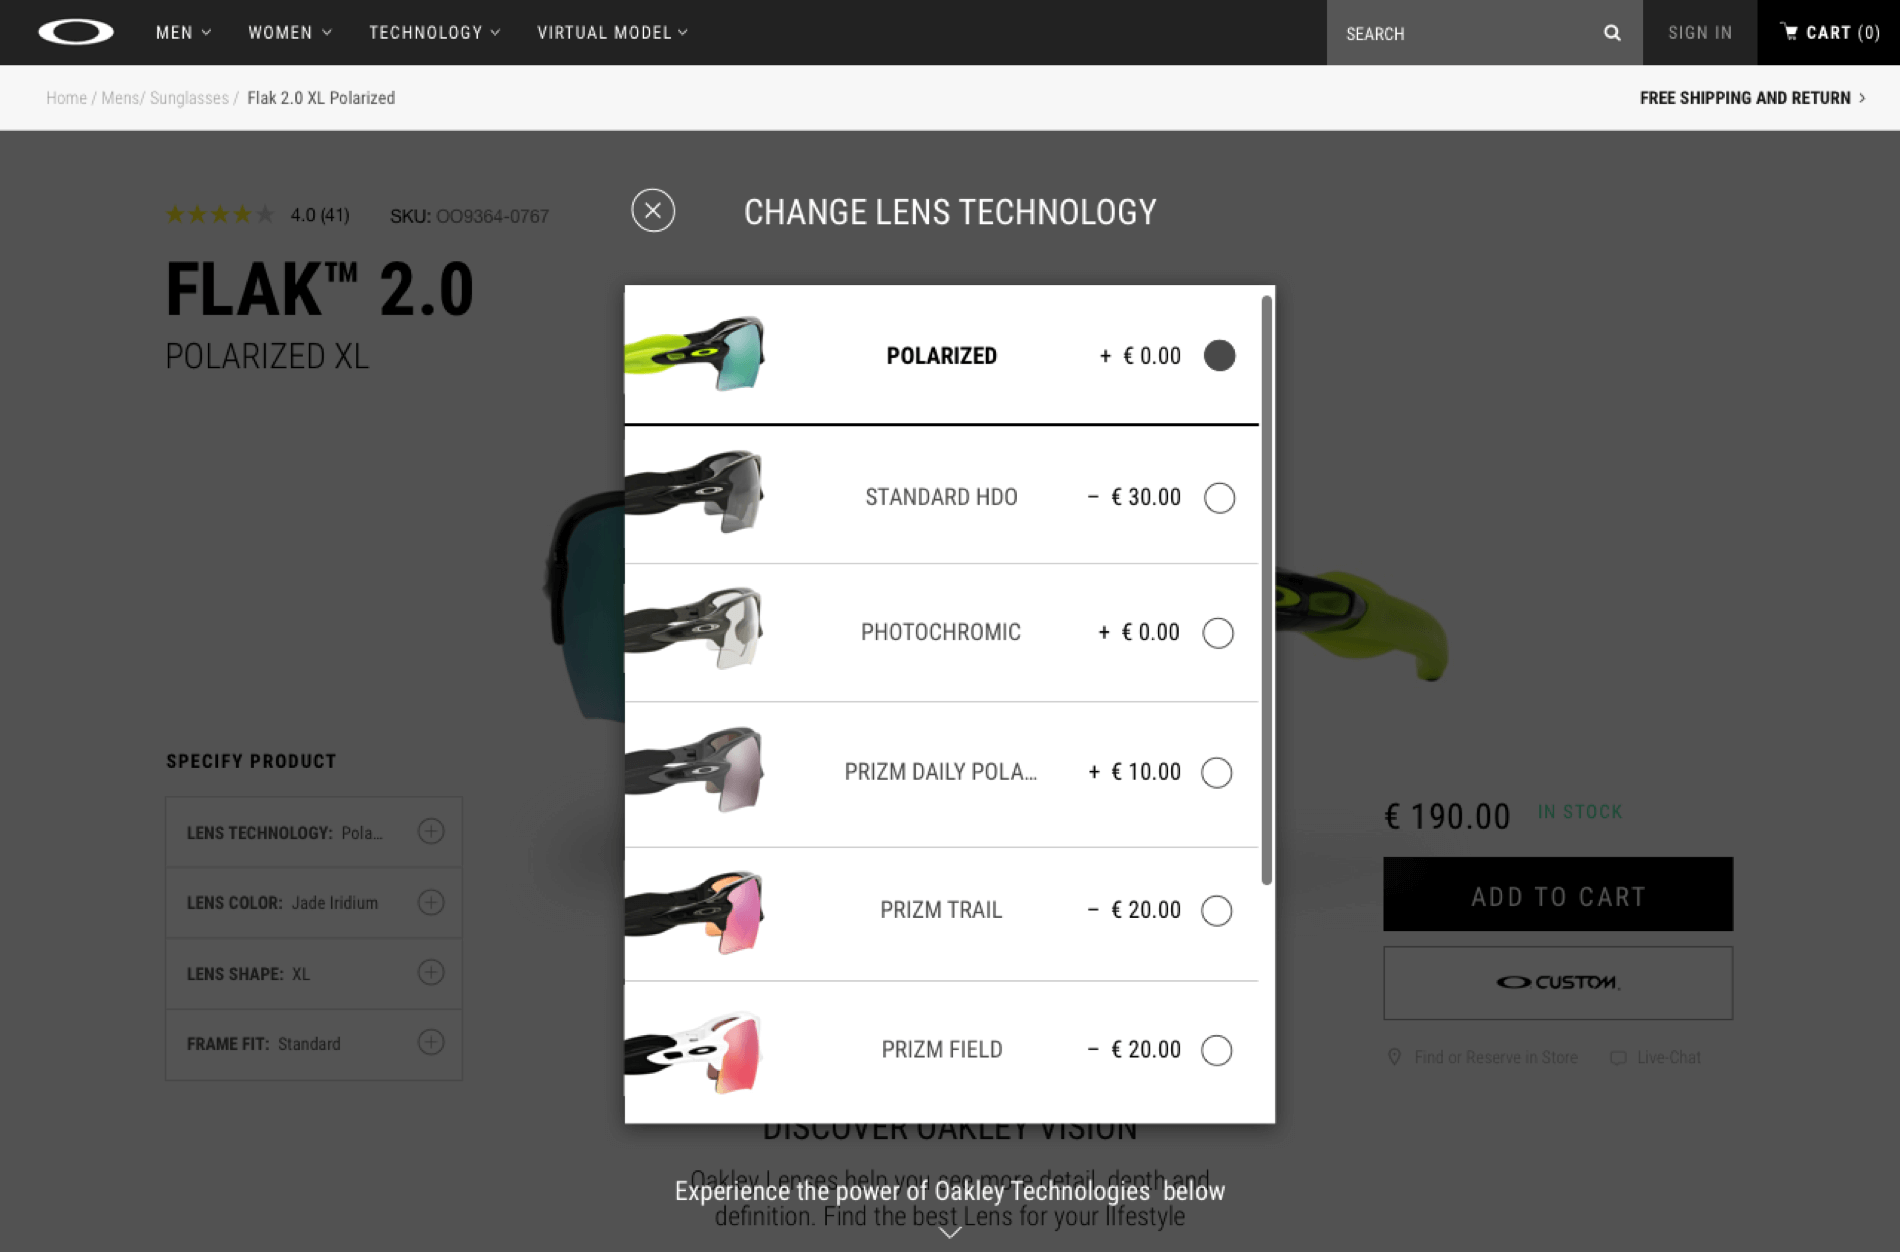 MEN
WOMEN
TECHNOLOGY
VIRTUAL MODEL
SEARCH
SIGN IN
CART (0)
Home / Mens/ Sunglasses / Flak 2.0 XL Polarized
FREE SHIPPING AND RETURN >
4.0 (41)
SKU: OO9364-0767
FLAK™ 2.0
POLARIZED XL
CHANGE LENS TECHNOLOGY
POLARIZED + € 0.00
STANDARD HDO − € 30.00
PHOTOCHROMIC + € 0.00
PRIZM DAILY POLA... + € 10.00
PRIZM TRAIL − € 20.00
PRIZM FIELD − € 20.00
SPECIFY PRODUCT
LENS TECHNOLOGY: Pola...
LENS COLOR: Jade Iridium
LENS SHAPE: XL
FRAME FIT: Standard
€ 190.00 IN STOCK
ADD TO CART
CUSTOM
Find or Reserve in Store
Live-Chat
DISCOVER OAKLEY VISION
Oakley Lenses help you see more detail, depth and
Experience the power of Oakley Technologies below
definition. Find the best Lens for your lifestyle